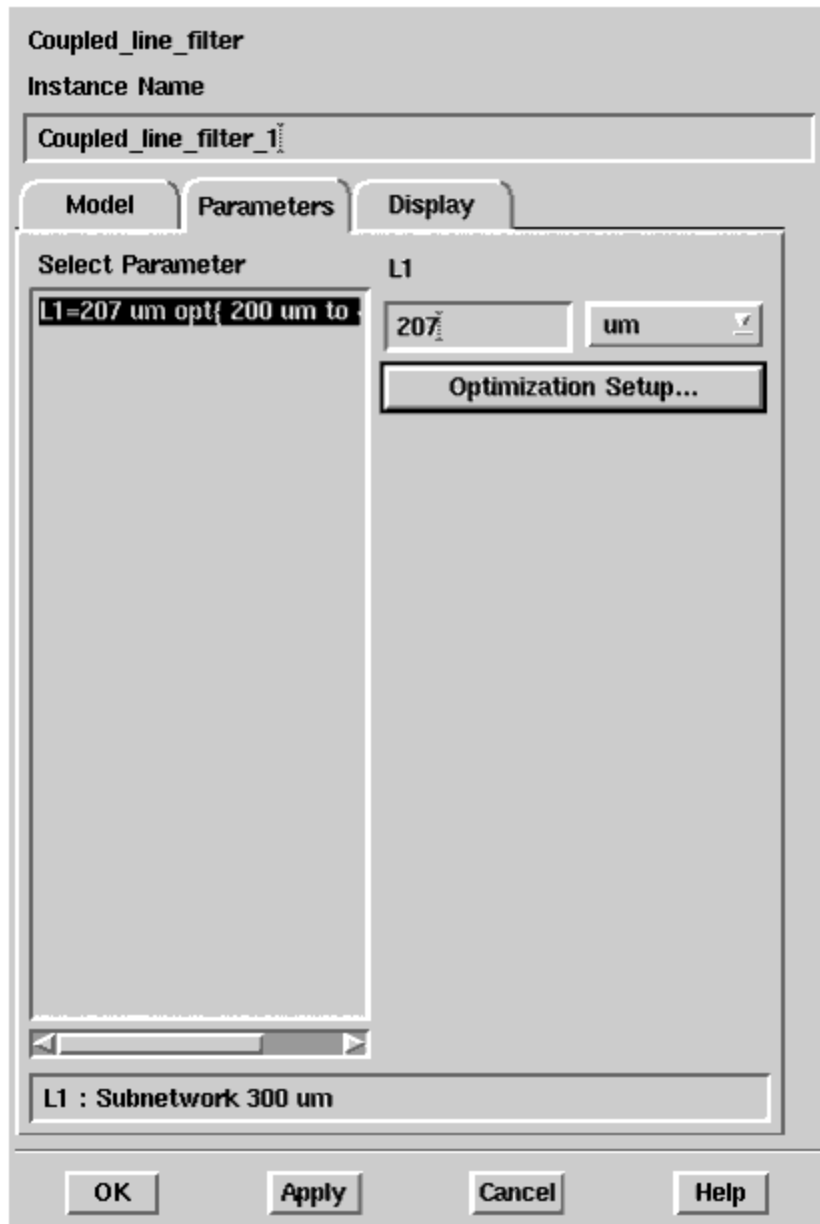 Coupled_line_filter
Instance Name
Coupled_line_filter_1
Model Parameters Display
Select Parameter
L1=207 um opt{ 200 um to
L1
207 um
Optimization Setup...
L1 : Subnetwork 300 um
OK Apply Cancel Help